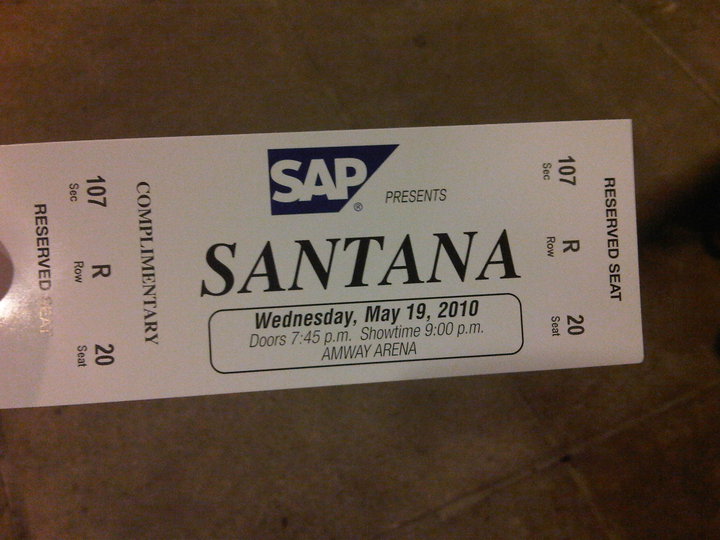 RESERVED SEAT
107 R 20
Sec Row Seat
COMPLIMENTARY
SAP®
PRESENTS
SANTANA
Wednesday, May 19, 2010
Doors 7:45 p.m. Showtime 9:00 p.m.
AMWAY ARENA
107 R 20
Sec Row Seat
RESERVED SEAT